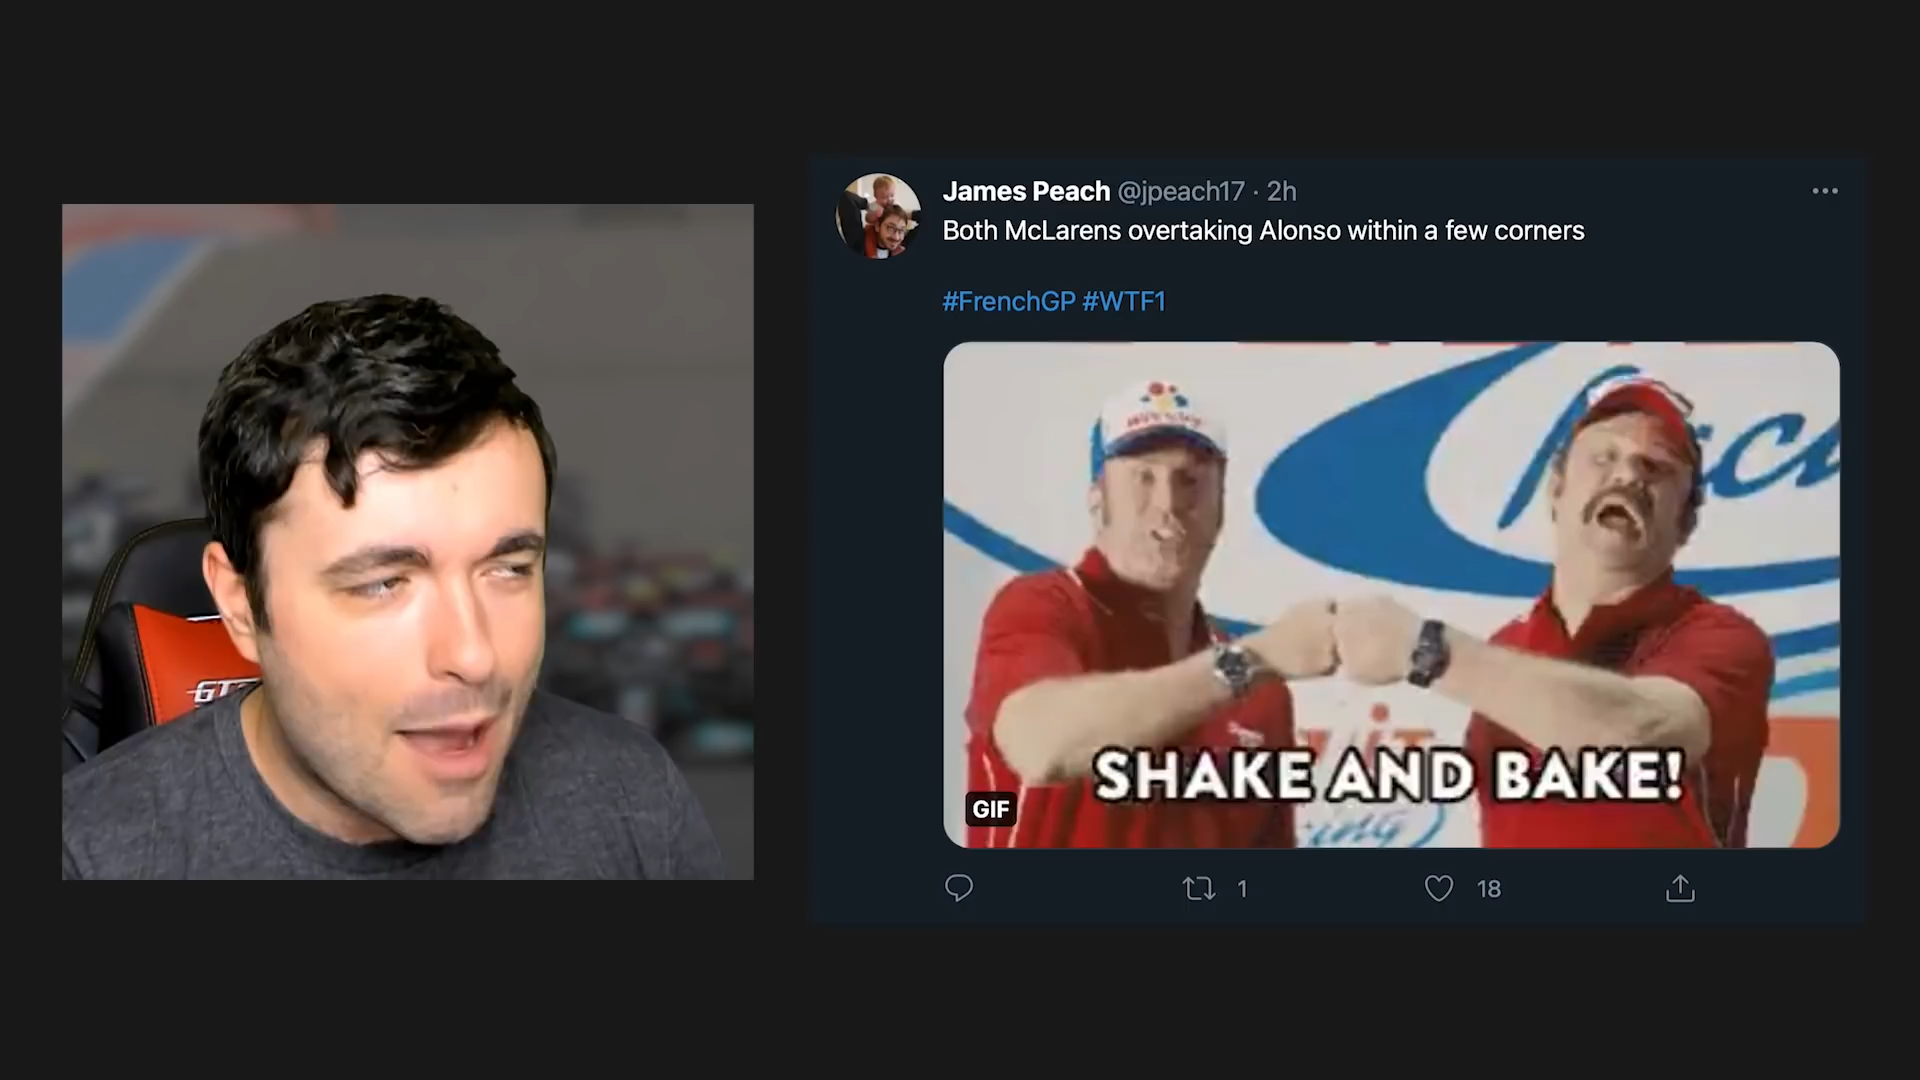 James Peach @jpeach17 · 2h
Both McLarens overtaking Alonso within a few corners
#FrenchGP #WTF1
SHAKE AND BAKE!
GIF
1
18